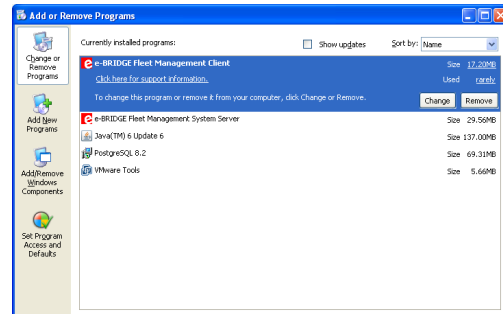 Add or Remove Programs
Change or
Remove
Programs
Add New
Programs
Add/Remove
Windows
Components
Set Program
Access and
Defaults
Currently installed programs:
Show updates
Sort by: Name
e-BRIDGE Fleet Management Client Size 17.20MB
Click here for support information. Used rarely
To change this program or remove it from your computer, click Change or Remove. Change Remove
e-BRIDGE Fleet Management System Server Size 29.56MB
Java(TM) 6 Update 6 Size 137.00MB
PostgreSQL 8.2 Size 69.31MB
VMware Tools Size 5.66MB